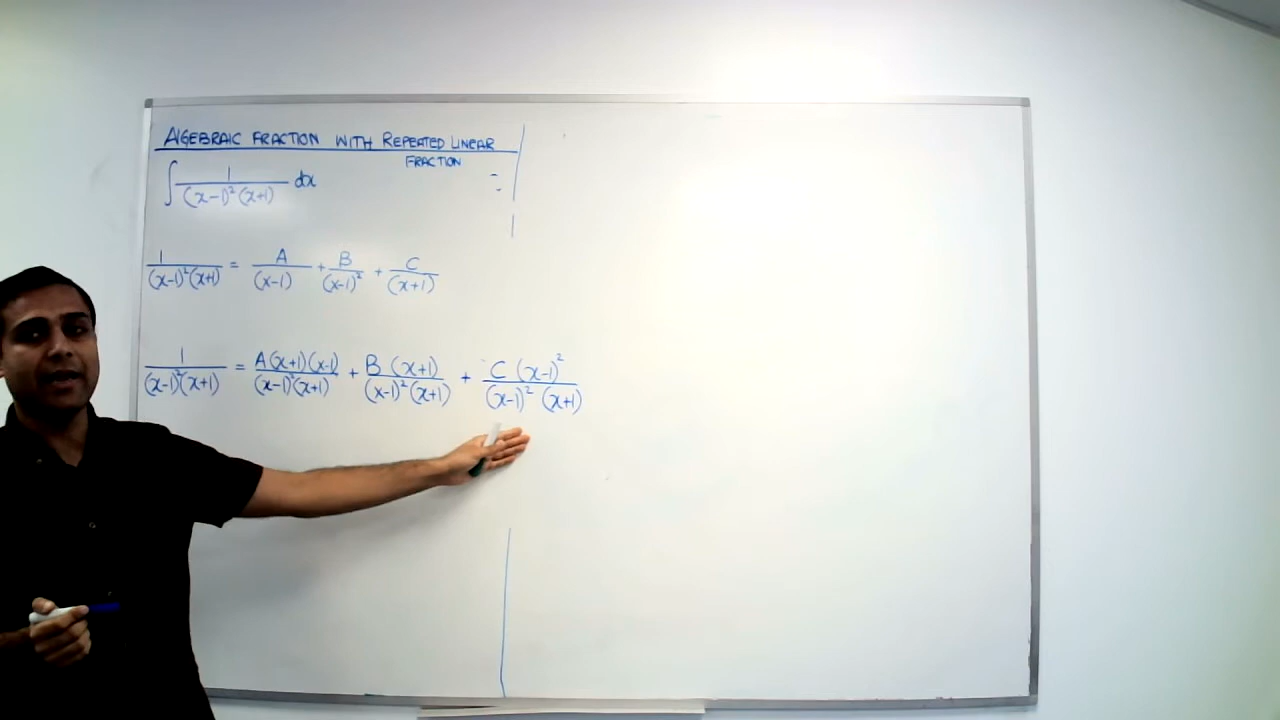 ALGEBRAIC FRACTION WITH REPEATED LINEAR
FRACTION
∫ 1/((x-1)²(x+1)) dx
1/((x-1)²(x+1)) = A/(x-1) + B/(x-1)² + C/(x+1)
1/((x-1)²(x+1)) = A(x+1)(x-1)/((x-1)²(x+1)) + B(x+1)/((x-1)²(x+1)) + C(x-1)²/((x-1)²(x+1))